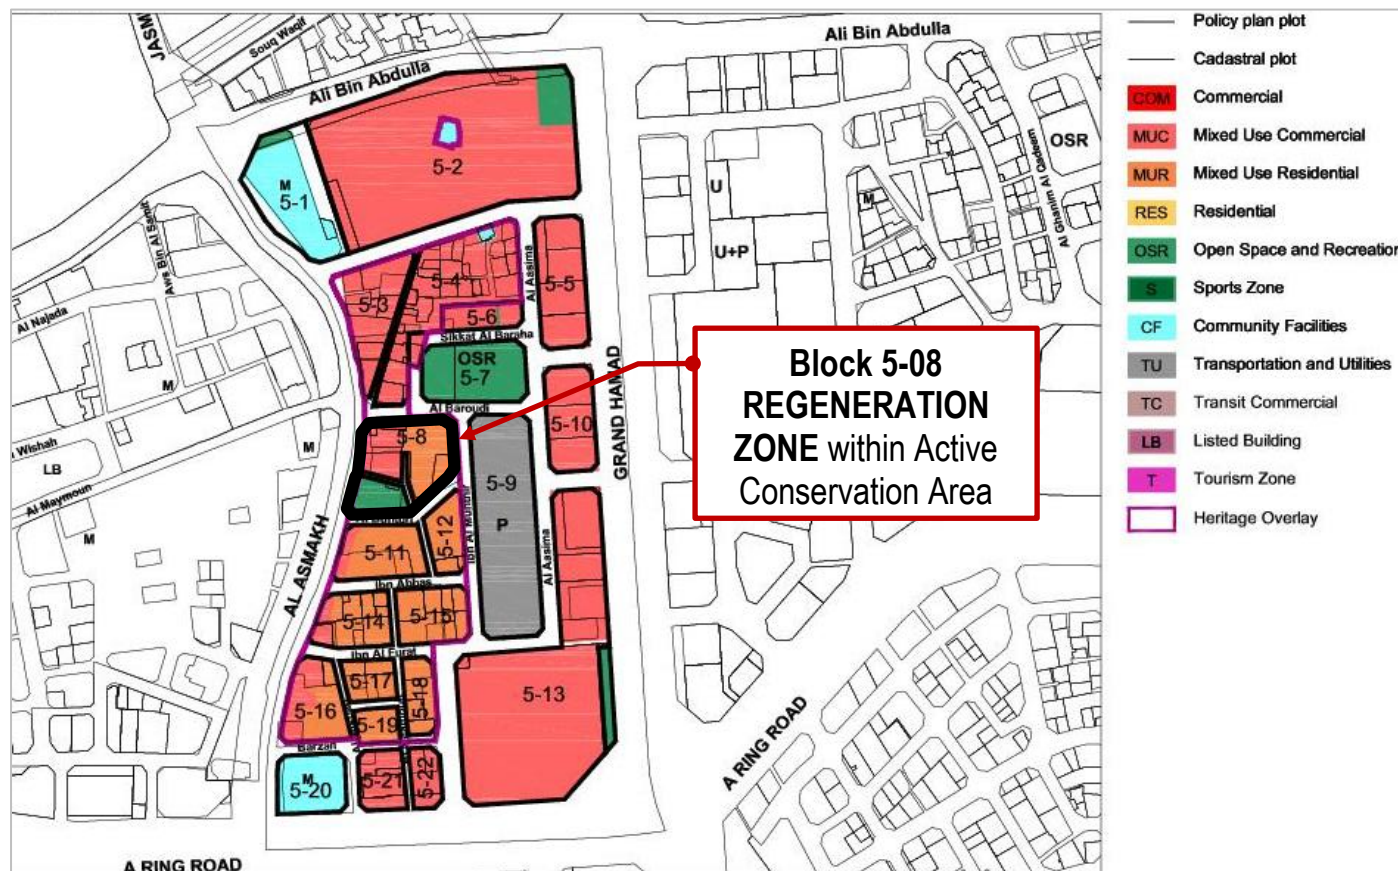 JASM
Souq Waqif
Ali Bin Abdulla
Ali Bin Abdulla
5-2
M
5-1
Aws Bin Al Samit
Al Najada
M
Wishah
LB
Al Maymoun
M
M
AL ASMAKH
5-3
5-4
Al Aasima
5-5
5-6
Sikkat Al Baraha
OSR
5-7
Al Baroudi
5-8
5-9
P
5-10
GRAND HAMAD
Ibn Al Munthir
Al Aasima
5-12
5-11
Ibn Abbas
5-14
5-15
Ibn Al Furat
5-17
5-18
5-16
5-19
Barzan
M
5-20
5-21
5-22
5-13
A RING ROAD
A RING ROAD
U
U+P
M
OSR
Al Ghanim Al Qadeem
Block 5-08
REGENERATION
ZONE within Active
Conservation Area
Policy plan plot
Cadastral plot
COM Commercial
MUC Mixed Use Commercial
MUR Mixed Use Residential
RES Residential
OSR Open Space and Recreation
S Sports Zone
CF Community Facilities
TU Transportation and Utilities
TC Transit Commercial
LB Listed Building
T Tourism Zone
Heritage Overlay